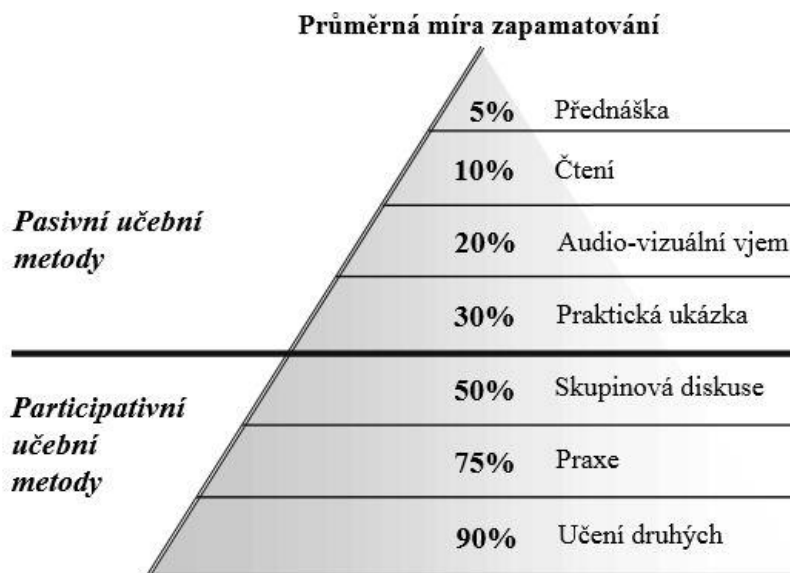 Průměrná míra zapamatování
5% Přednáška
10% Čtení
Pasivní učební
metody
20% Audio-vizuální vjem
30% Praktická ukázka
50% Skupinová diskuse
Participativní
učební
metody
75% Praxe
90% Učení druhých